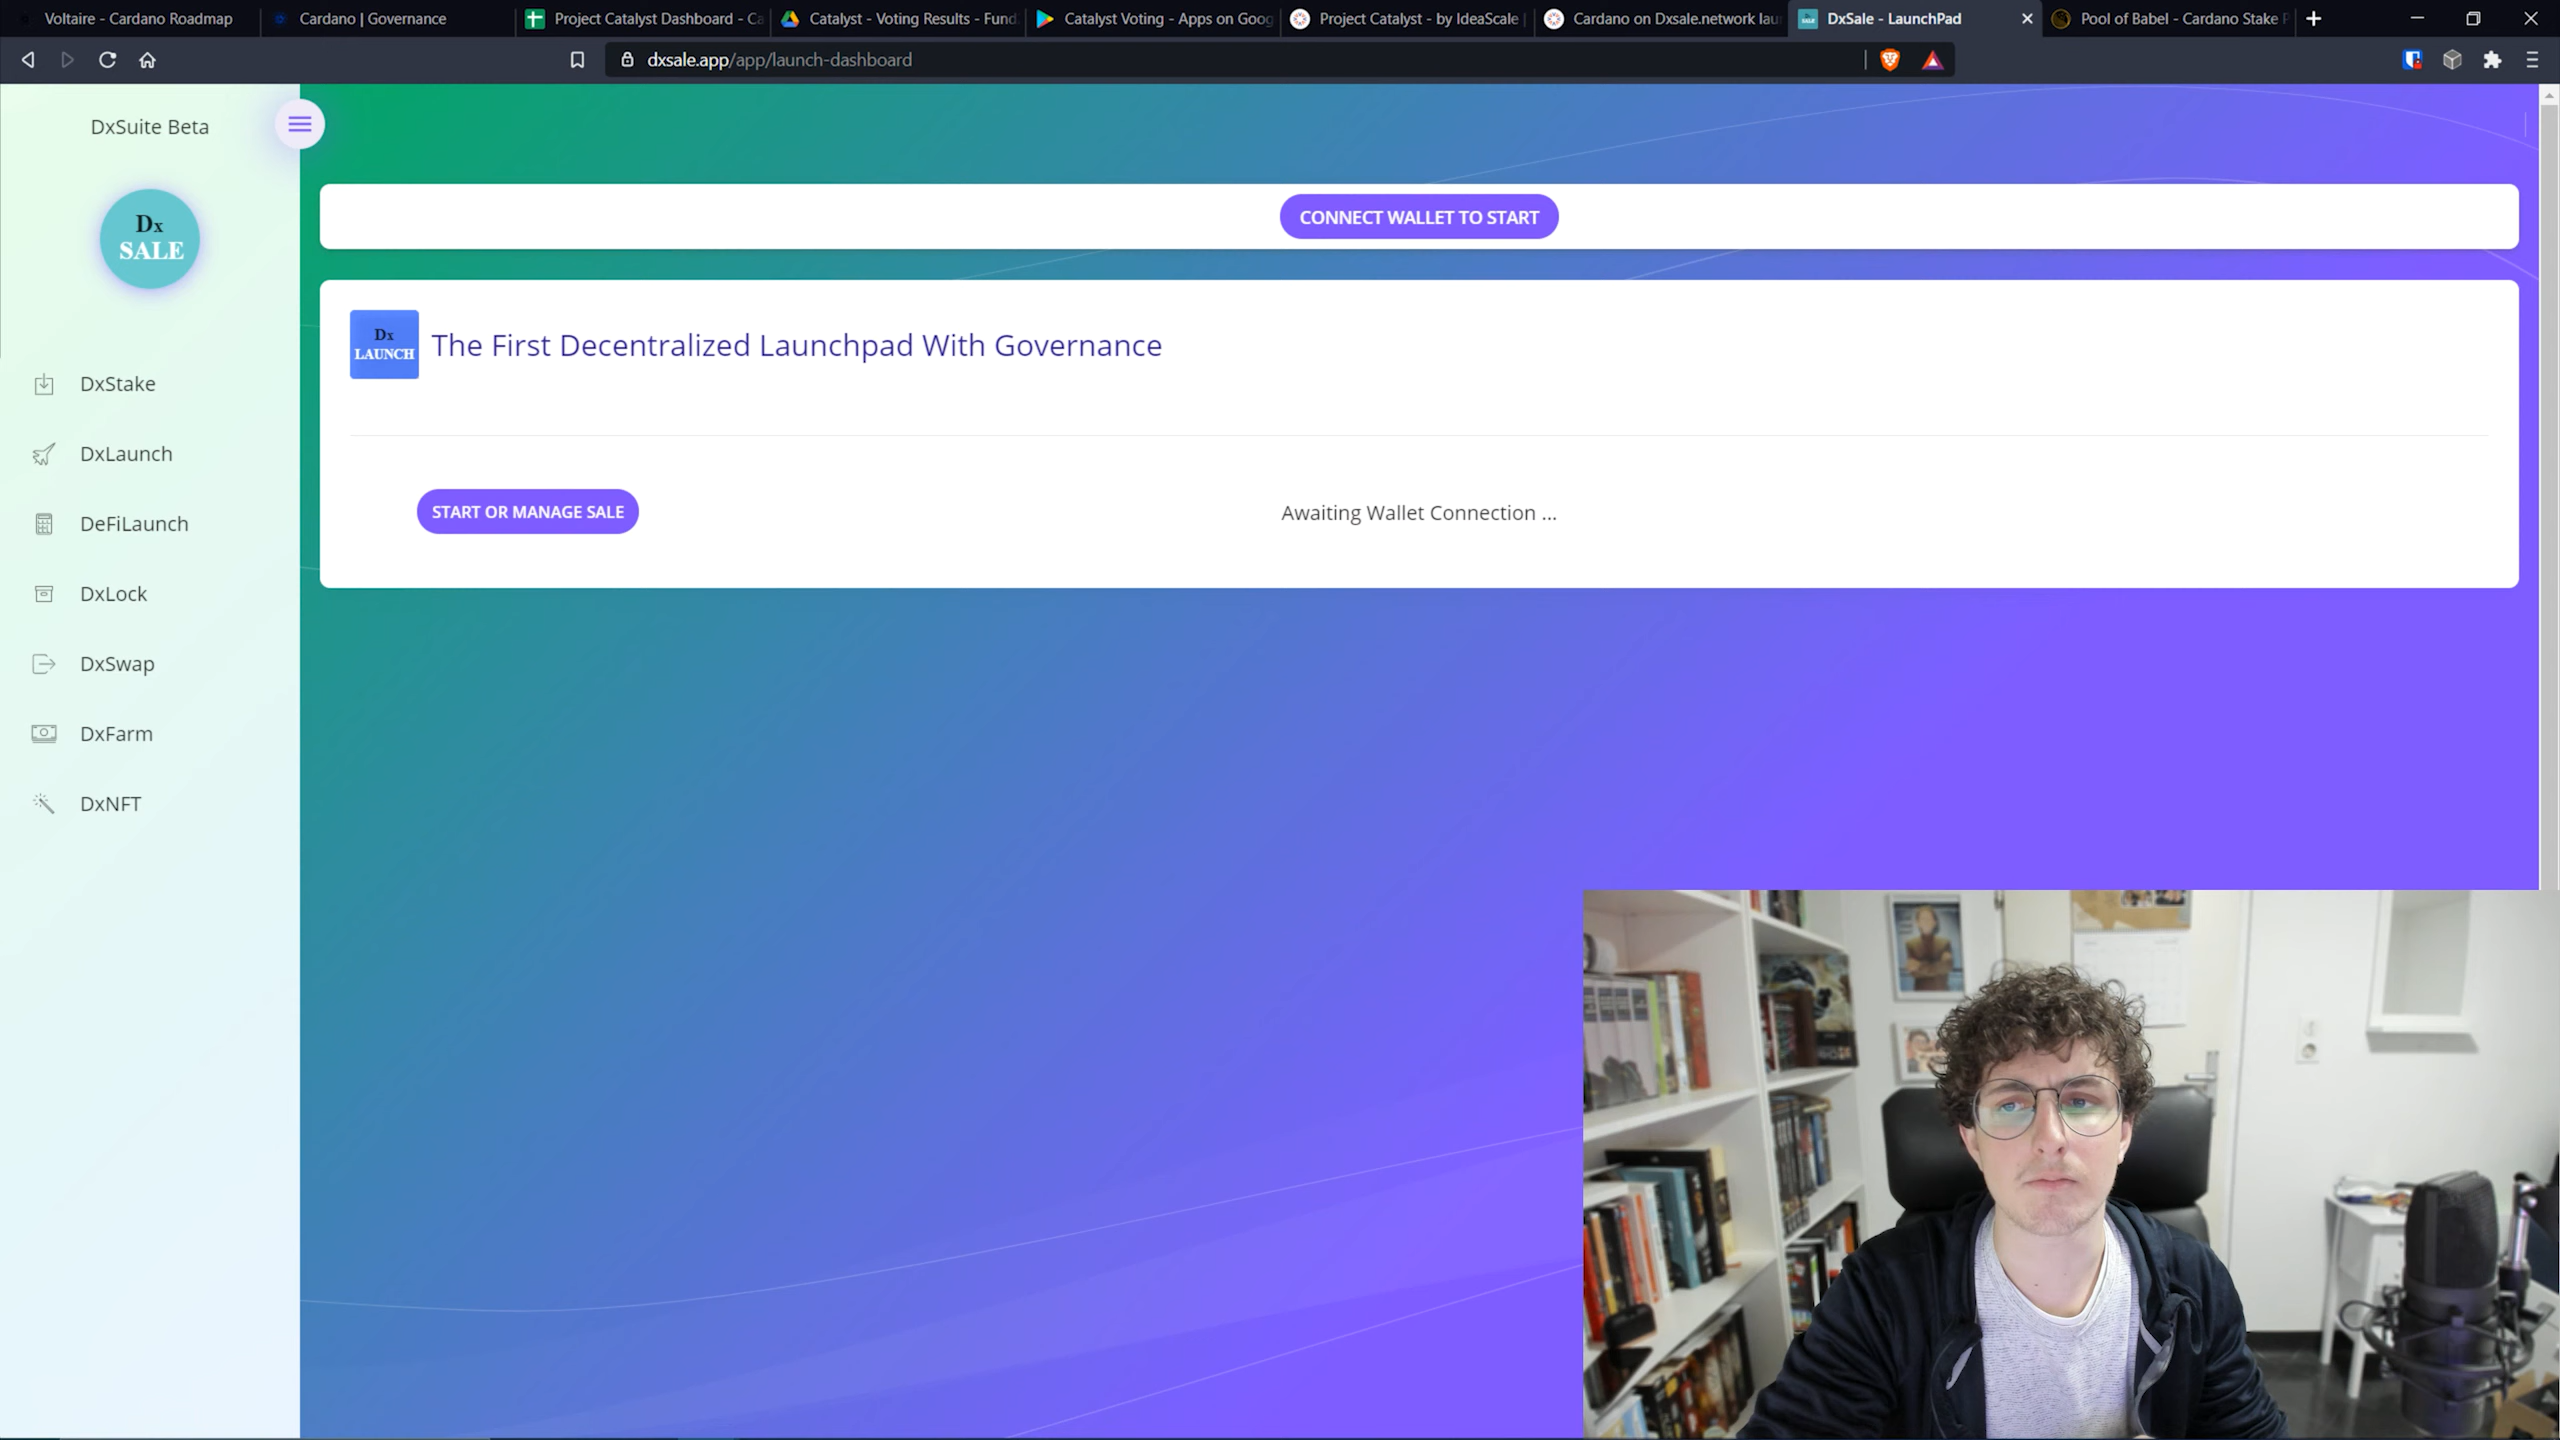 Voltaire - Cardano Roadmap
Cardano | Governance
Project Catalyst Dashboard - Ca
Catalyst - Voting Results - Fund
Catalyst Voting - Apps on Goog
Project Catalyst - by IdeaScale
Cardano on Dxsale.network lau
DxSale - LaunchPad
Pool of Babel - Cardano Stake P
dxsale.app/app/launch-dashboard
DxSuite Beta
Dx
SALE
DxStake
DxLaunch
DeFiLaunch
DxLock
DxSwap
DxFarm
DxNFT
CONNECT WALLET TO START
Dx
LAUNCH
The First Decentralized Launchpad With Governance
START OR MANAGE SALE
Awaiting Wallet Connection ...